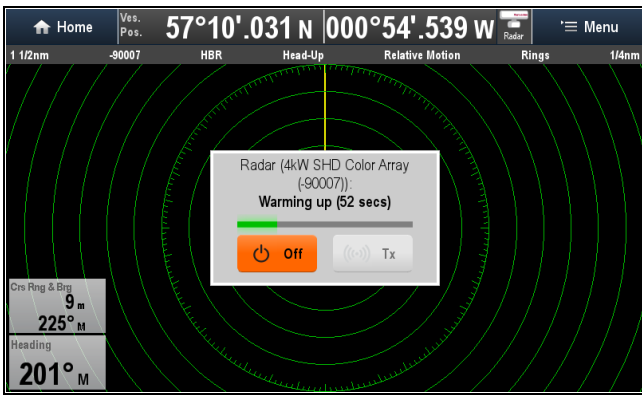 Home
Ves.
Pos.
57°10'.031 N
000°54'.539 W
Radar
Menu
1 1/2nm -90007 HBR Head-Up Relative Motion Rings 1/4nm
Radar (4kW SHD Color Array
(-90007)):
Warming up (52 secs)
Off
Tx
Crs Rng & Brg
9 m
225° M
Heading
201° M